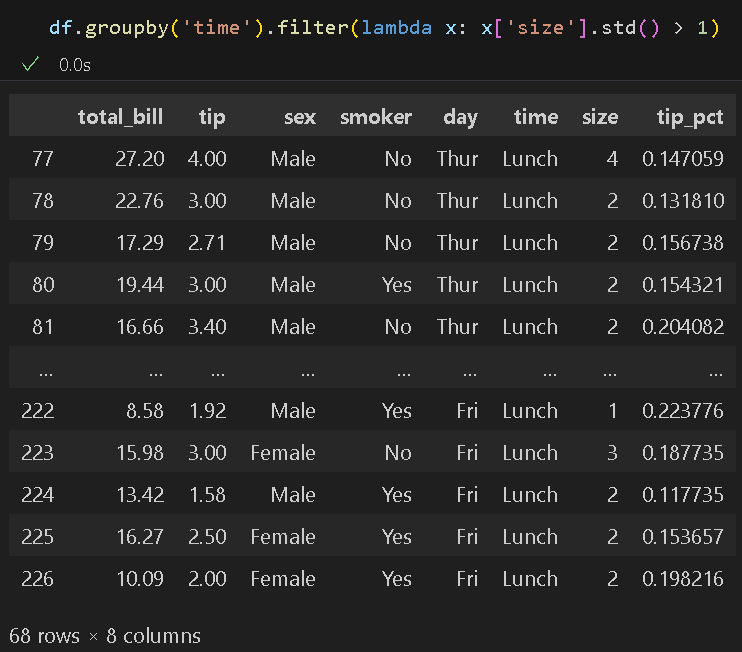 df.groupby('time').filter(lambda x: x['size'].std() > 1)
0.0s
total_bill tip sex smoker day time size tip_pct
77 27.20 4.00 Male No Thur Lunch 4 0.147059
78 22.76 3.00 Male No Thur Lunch 2 0.131810
79 17.29 2.71 Male No Thur Lunch 2 0.156738
80 19.44 3.00 Male Yes Thur Lunch 2 0.154321
81 16.66 3.40 Male No Thur Lunch 2 0.204082
... ... ... ... ... ... ... ... ...
222 8.58 1.92 Male Yes Fri Lunch 1 0.223776
223 15.98 3.00 Female No Fri Lunch 3 0.187735
224 13.42 1.58 Male Yes Fri Lunch 2 0.117735
225 16.27 2.50 Female Yes Fri Lunch 2 0.153657
226 10.09 2.00 Female Yes Fri Lunch 2 0.198216
68 rows × 8 columns